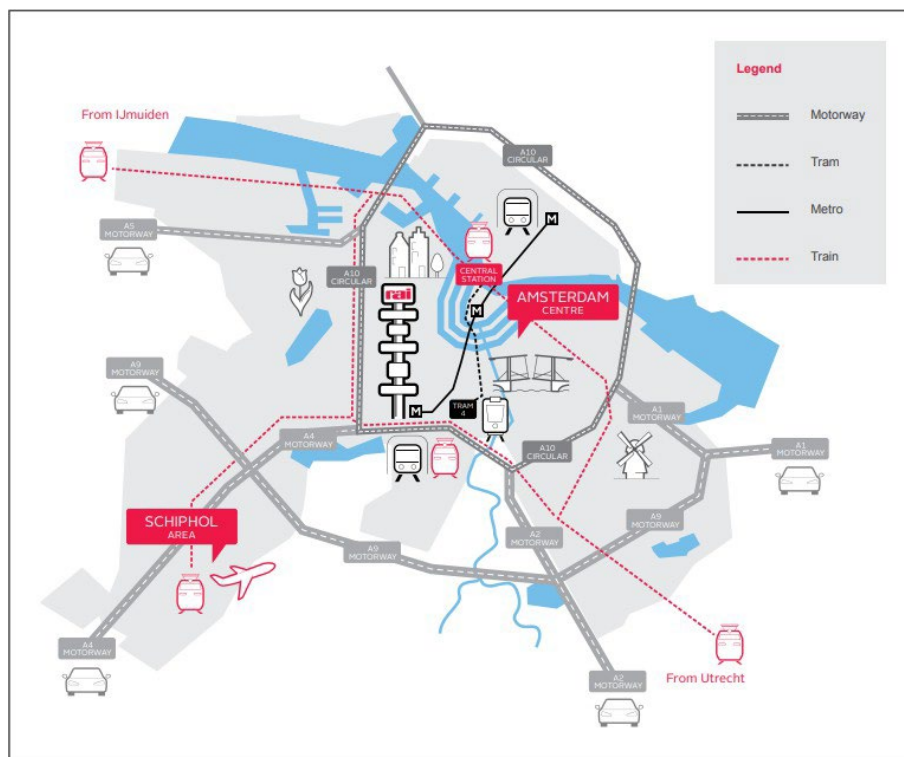 Legend
Motorway
Tram
Metro
Train
From IJmuiden
A10
CIRCULAR
A5
MOTORWAY
A10
CIRCULAR
rai
CENTRAL
STATION
M
AMSTERDAM
CENTRE
M
A9
MOTORWAY
M
TRAM
4
A1
MOTORWAY
A4
MOTORWAY
A10
CIRCULAR
A1
MOTORWAY
SCHIPHOL
AREA
A9
MOTORWAY
A2
MOTORWAY
A9
MOTORWAY
A4
MOTORWAY
From Utrecht
A2
MOTORWAY